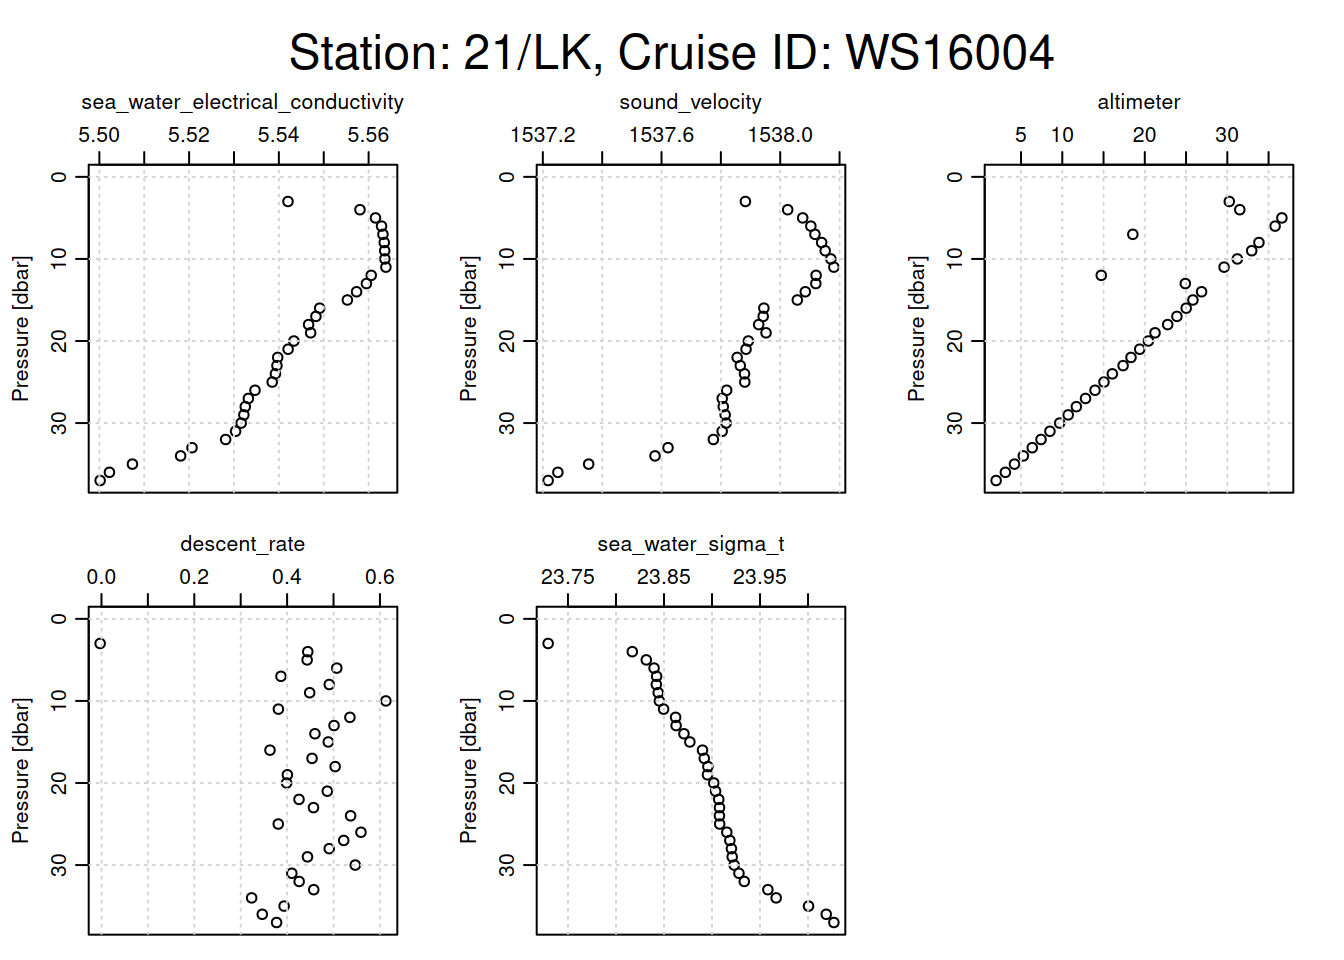 Station: 21/LK, Cruise ID: WS16004
sea_water_electrical_conductivity
5.50 5.52 5.54 5.56
Pressure [dbar]
0
10
20
30
sound_velocity
1537.2 1537.6 1538.0
Pressure [dbar]
0
10
20
30
altimeter
5 10 20 30
Pressure [dbar]
0
10
20
30
descent_rate
0.0 0.2 0.4 0.6
Pressure [dbar]
0
10
20
30
sea_water_sigma_t
23.75 23.85 23.95
Pressure [dbar]
0
10
20
30